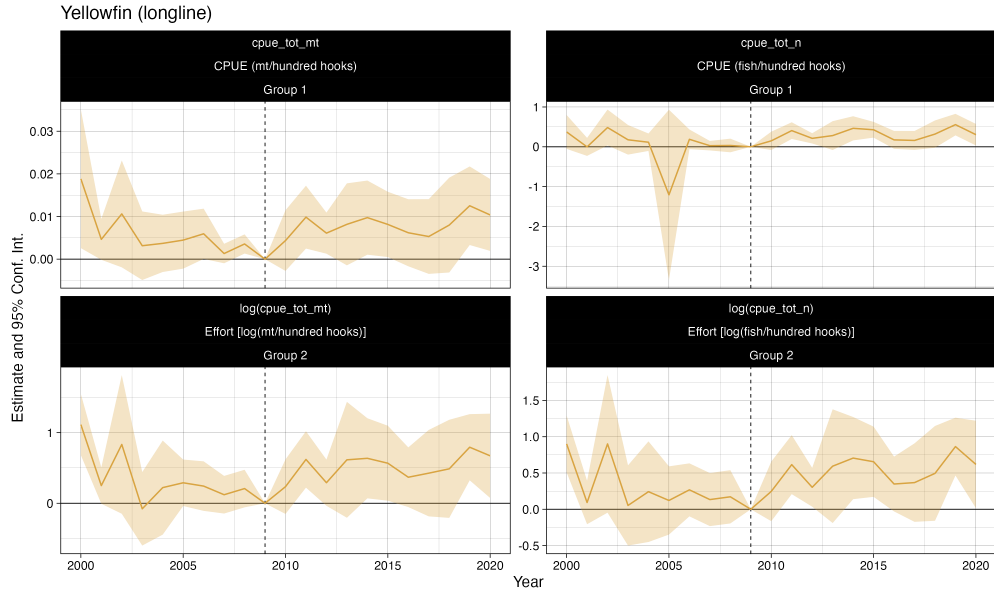 Yellowfin (longline)
cpue_tot_mt
CPUE (mt/hundred hooks)
Group 1
cpue_tot_n
CPUE (fish/hundred hooks)
Group 1
0.03
0.02
0.01
0.00
1
0
-1
-2
-3
Estimate and 95% Conf. Int.
log(cpue_tot_mt)
Effort [log(mt/hundred hooks)]
Group 2
log(cpue_tot_n)
Effort [log(fish/hundred hooks)]
Group 2
1
0
1.5
1.0
0.5
0.0
-0.5
2000 2005 2010 2015 2020
2000 2005 2010 2015 2020
Year